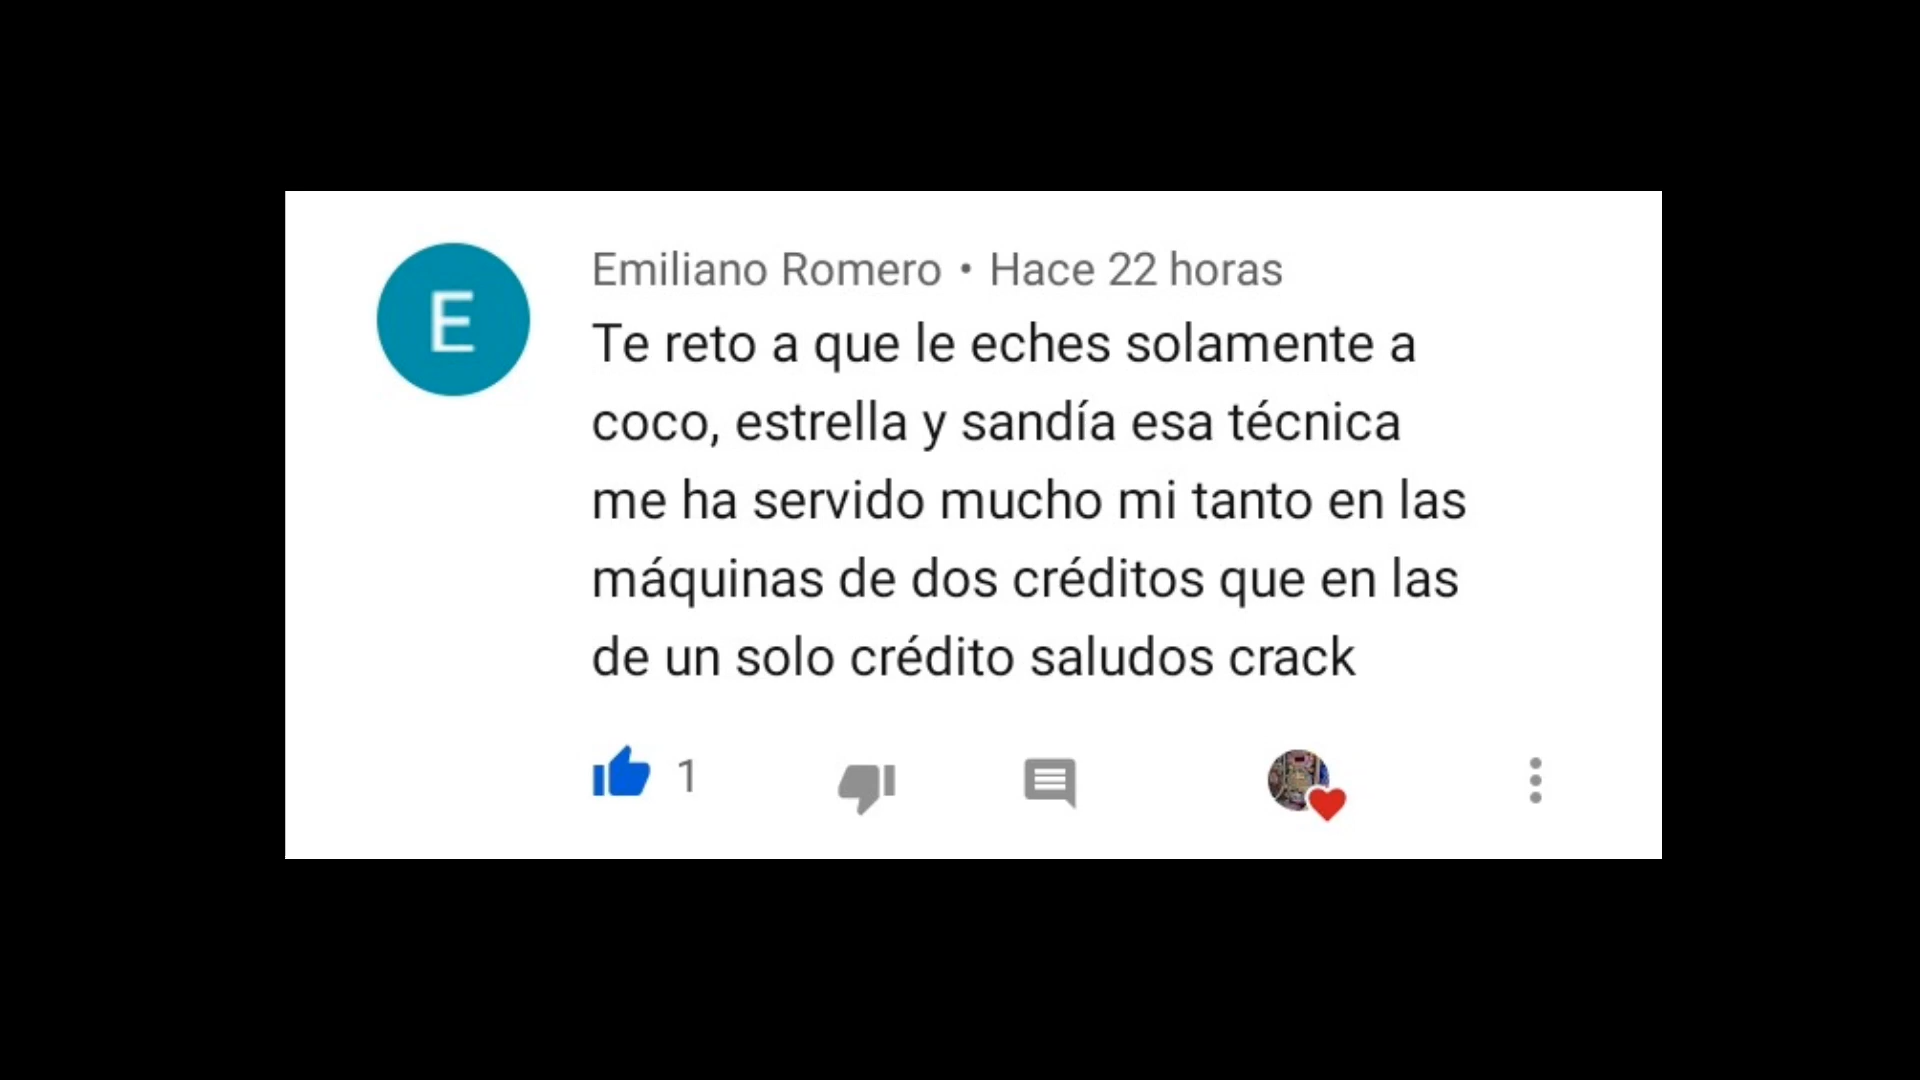 E
Emiliano Romero • Hace 22 horas
Te reto a que le eches solamente a
coco, estrella y sandía esa técnica
me ha servido mucho mi tanto en las
máquinas de dos créditos que en las
de un solo crédito saludos crack
1